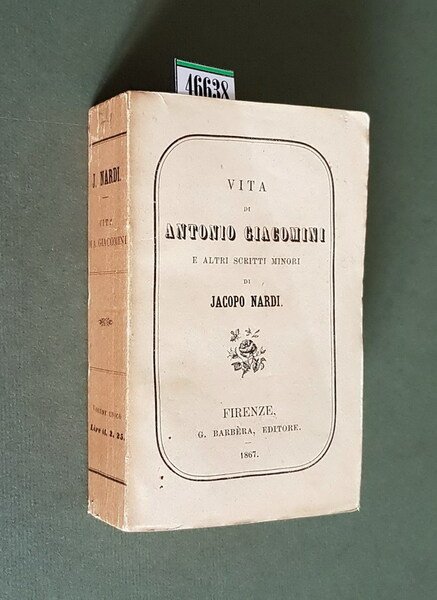 46638
J. NARDI.
VITA
DI A. GIACOMINI
VOLUME UNICO
Lire it. 2. 25.
VITA
DI
ANTONIO GIACOMINI
E ALTRI SCRITTI MINORI
DI
JACOPO NARDI.
FIRENZE,
G. BARBÈRA, EDITORE.
1867.